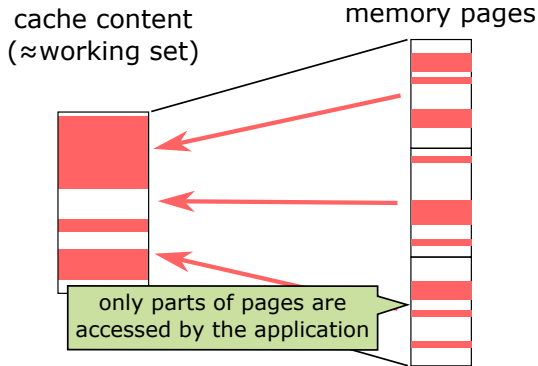 cache content
(≈working set)
memory pages
only parts of pages are
accessed by the application